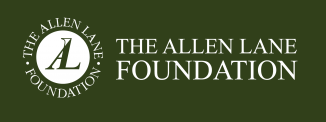 THE ALLEN LANE
FOUNDATION
AL
THE ALLEN LANE
FOUNDATION